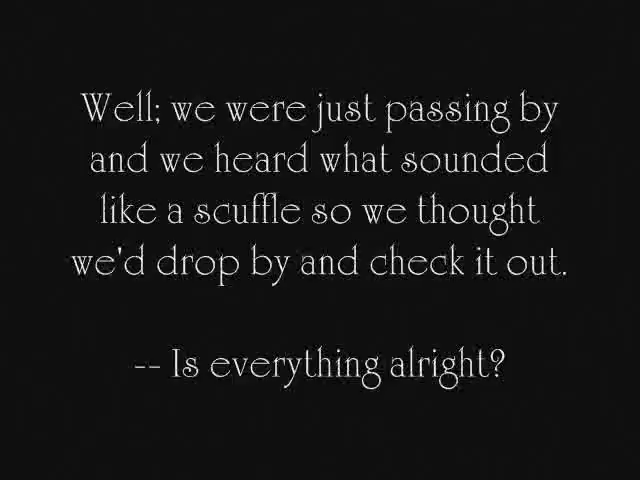 Well; we were just passing by
and we heard what sounded
like a scuffle so we thought
we'd drop by and check it out.
-- Is everything alright?